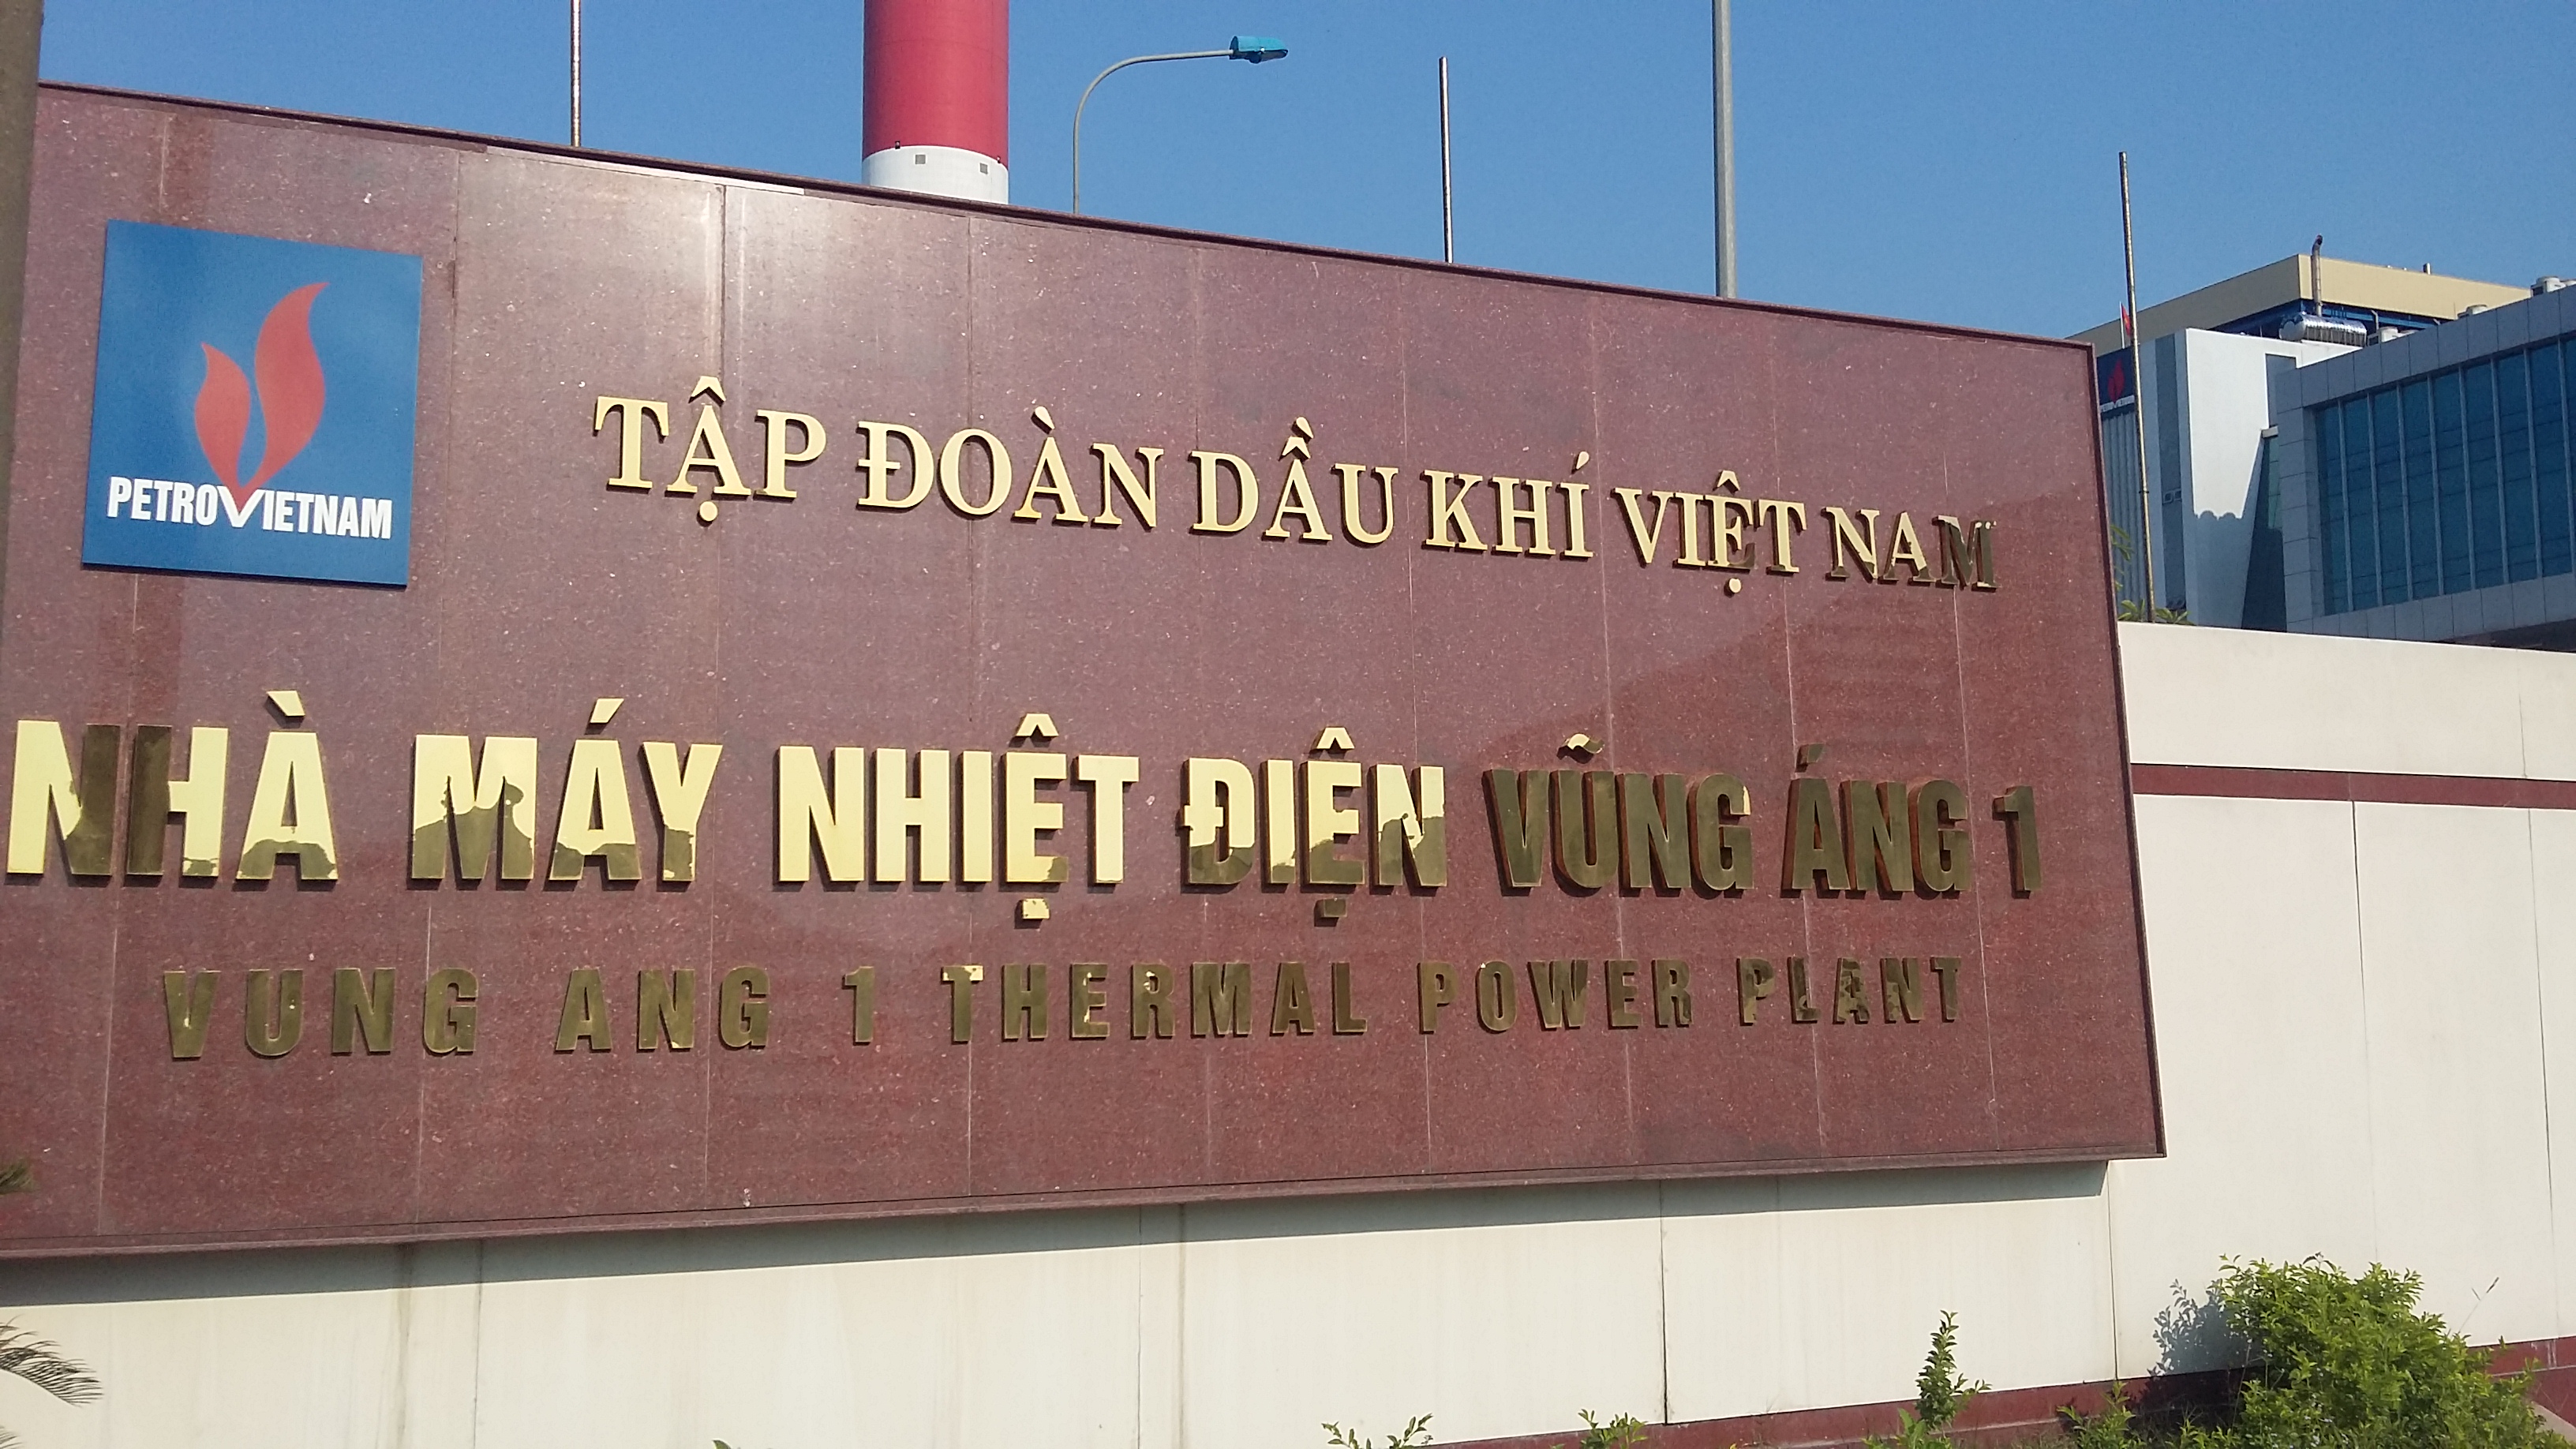 PETROVIETNAM
TẬP ĐOÀN DẦU KHÍ VIỆT NAM
NHÀ MÁY NHIỆT ĐIỆN VŨNG ÁNG 1
VUNG ANG 1 THERMAL POWER PLANT
PETROVIETNAM